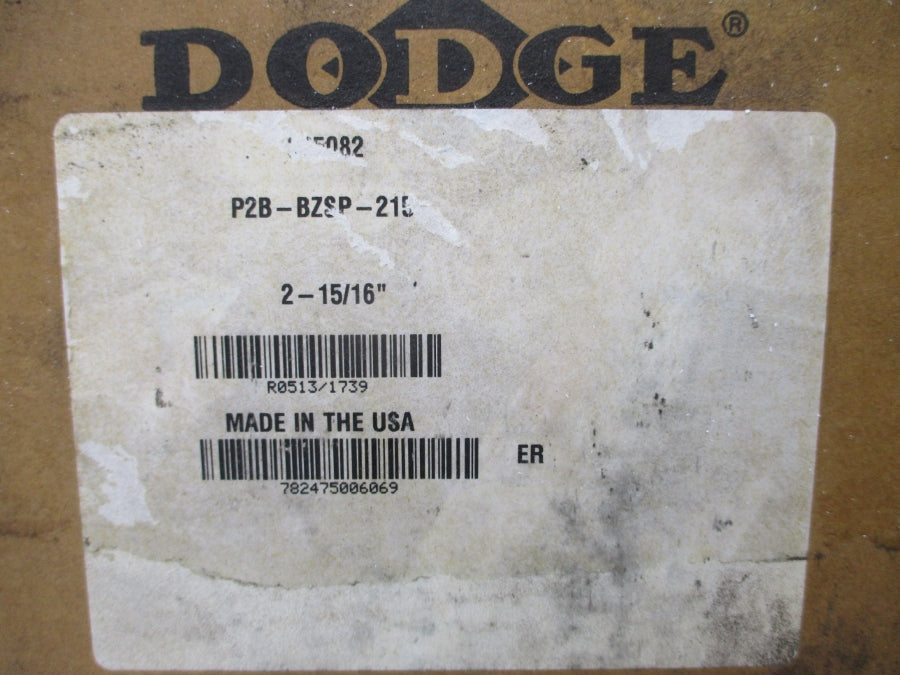 DODGE®
P2B-BZSP-215
2-15/16"
R0513/1739
MADE IN THE USA
782475006069
ER